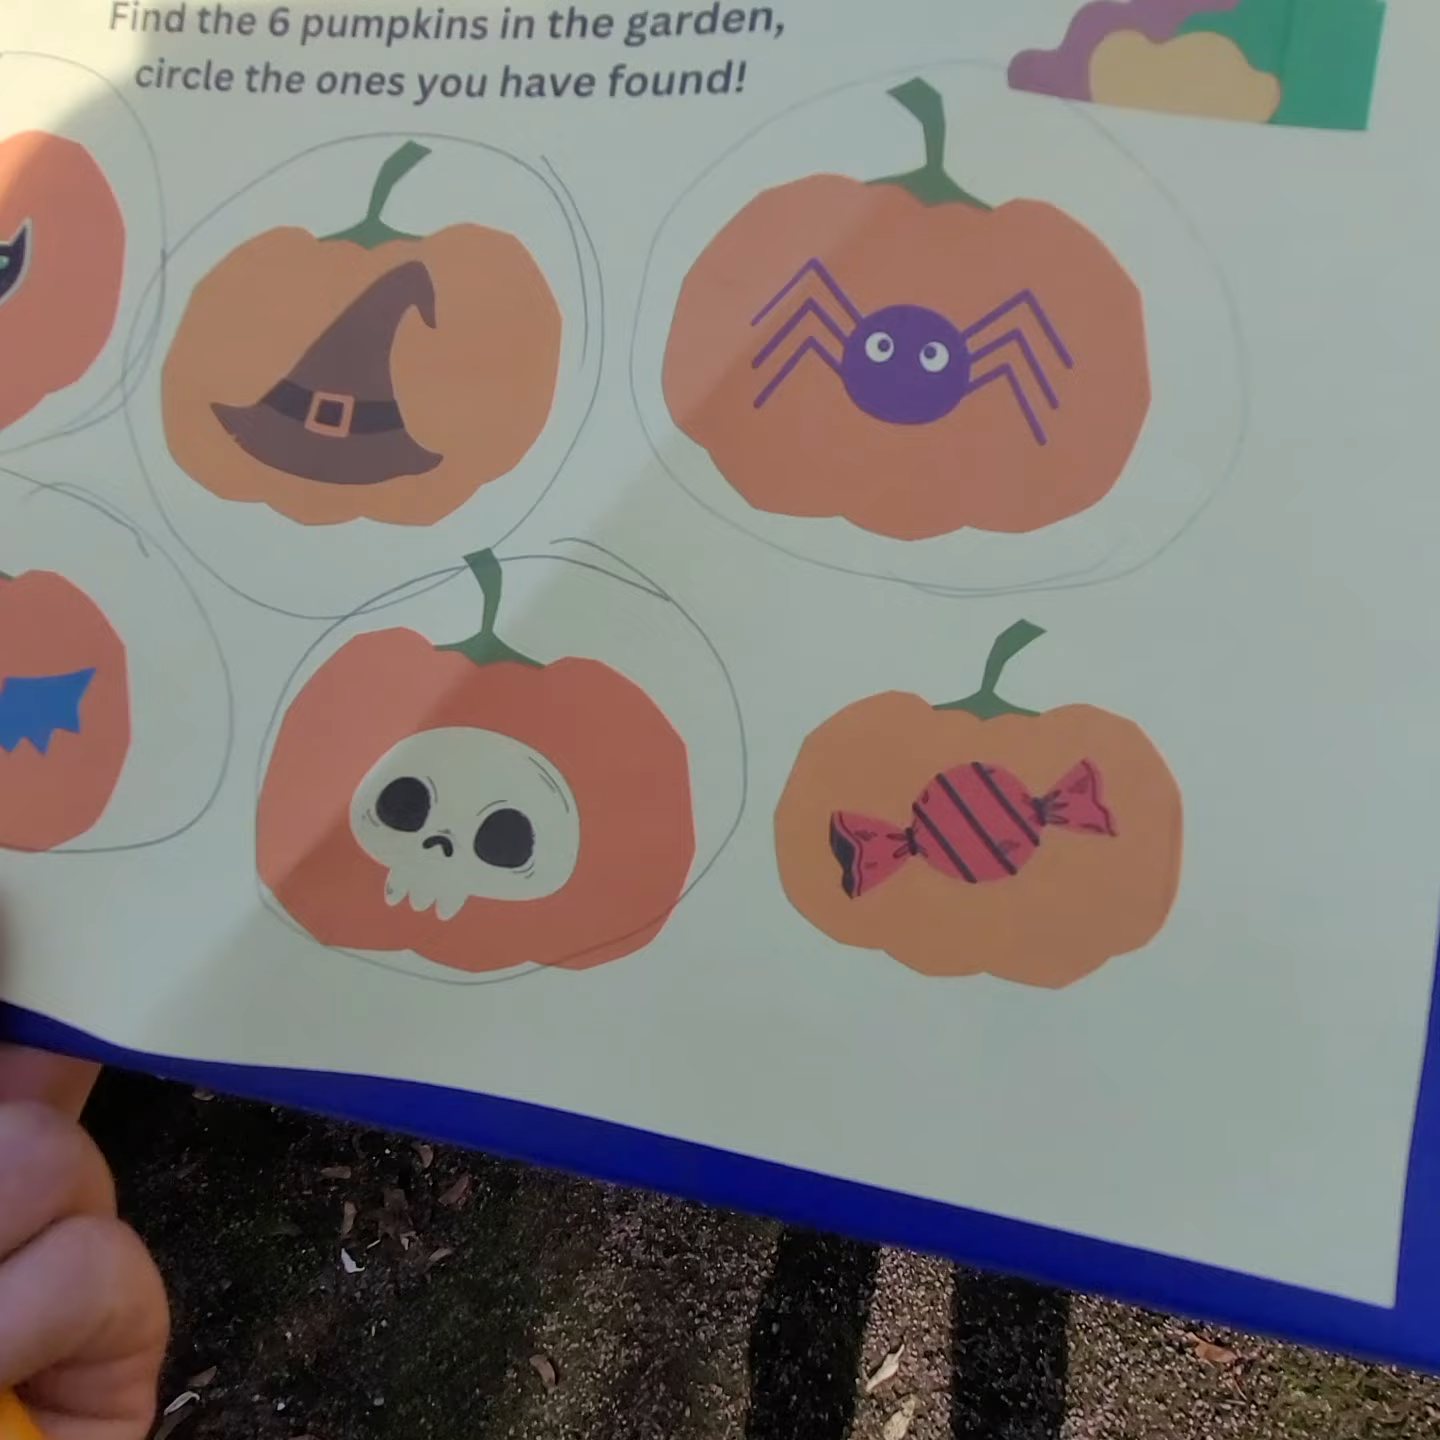 Find the 6 pumpkins in the garden,
circle the ones you have found!